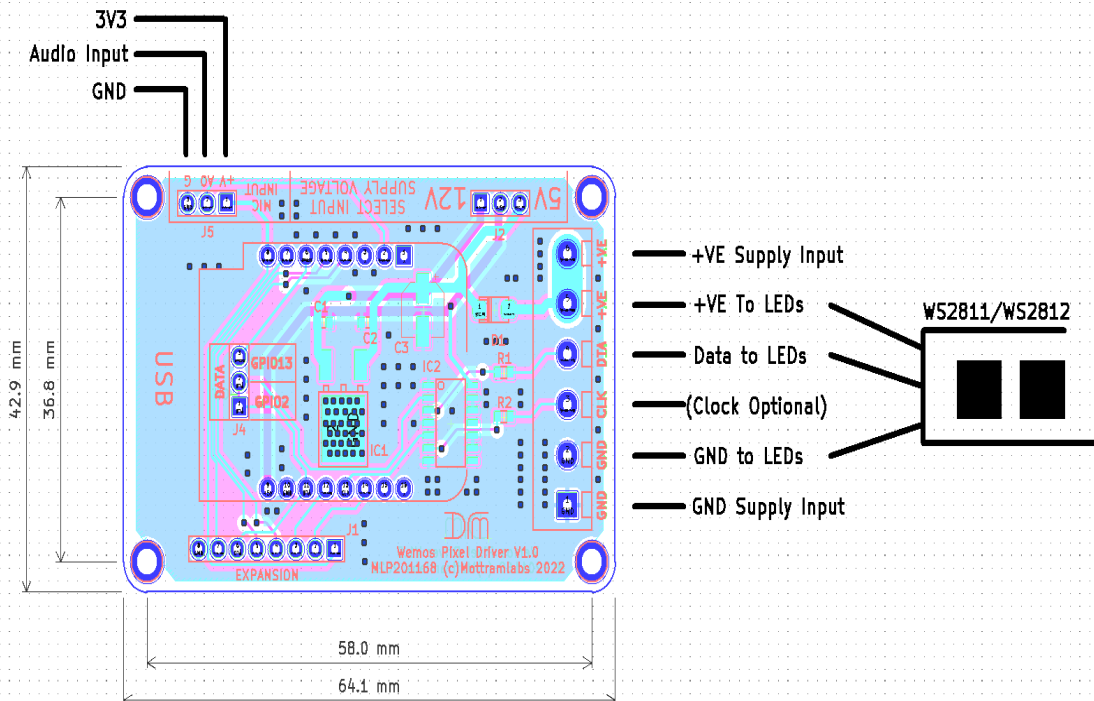 3V3
Audio Input
GND
G AO +V
MIC
INPUT
SELECT INPUT
SUPPLY VOLTAGE
12V
5V
J5
+VE
+VE
DTA
CLK
GND
GND
C1
C2
C3
R1
R2
IC2
IC1
USB
DATA
GPIO13
GPIO2
J4
J1
EXPANSION
Wemos Pixel Driver V1.0
MLP201168 (c)Mottramlabs 2022
+VE Supply Input
+VE To LEDs
Data to LEDs
(Clock Optional)
GND to LEDs
GND Supply Input
WS2811/WS2812
42.9 mm
36.8 mm
58.0 mm
64.1 mm